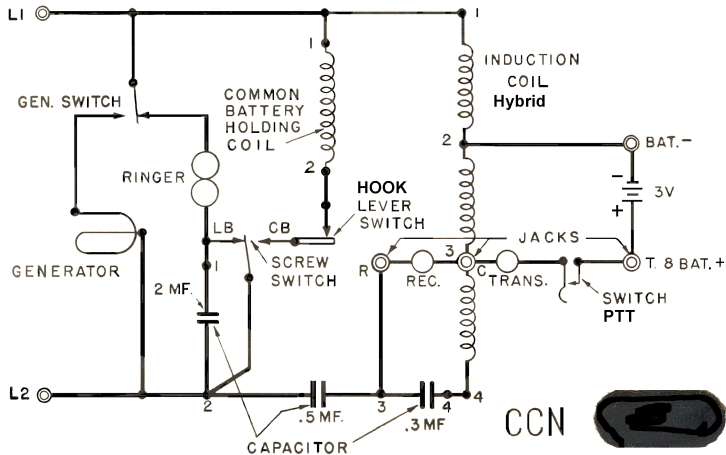 L1
1
1
INDUCTION
COIL
Hybrid
GEN. SWITCH
COMMON
BATTERY
HOLDING
COIL
2
BAT.-
RINGER
2
HOOK
LEVER
SWITCH
-
3V
+
LB
CB
3
JACKS
GENERATOR
1
SCREW
SWITCH
R
REC.
C
TRANS.
T. & BAT.+
2 MF.
SWITCH
PTT
L2
2
3
4
4
.5 MF.
.3 MF
CAPACITOR
CCN